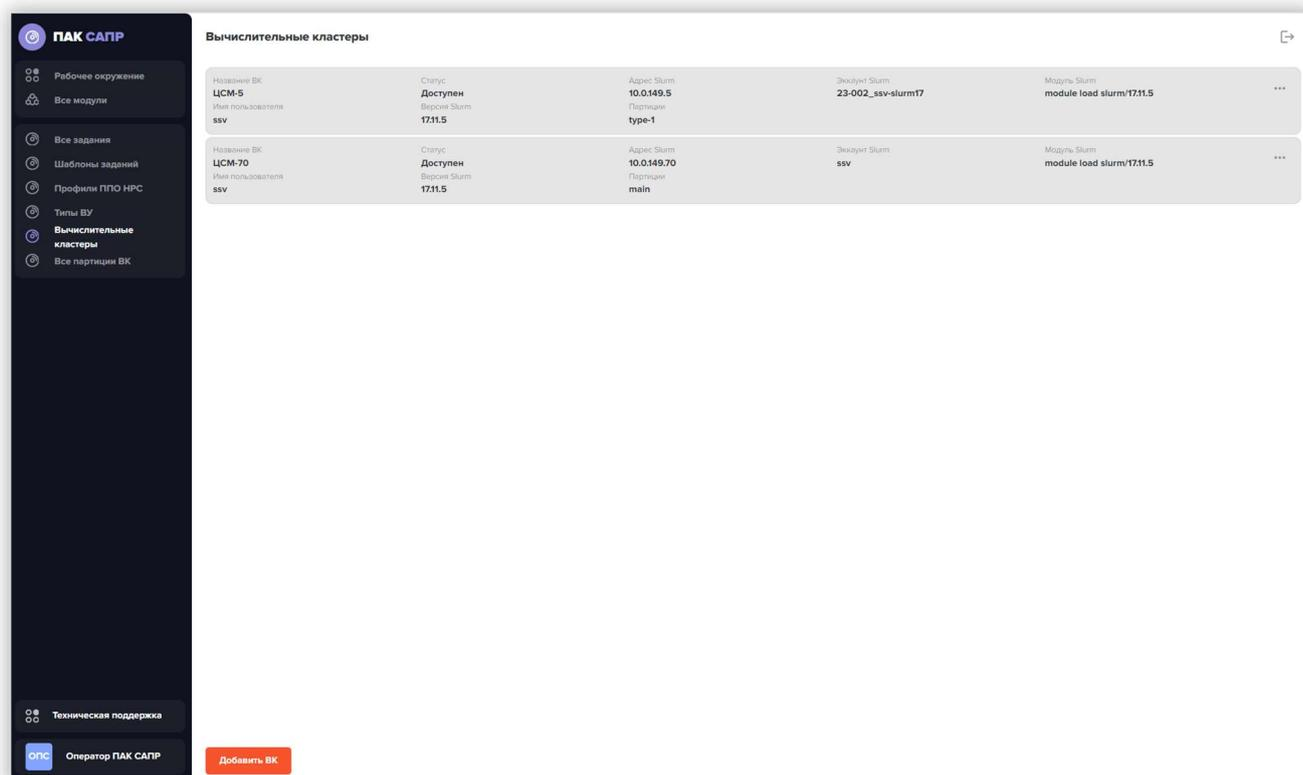 ПАК САПР
Рабочее окружение
Все модули
Все задания
Шаблоны заданий
Профили ППО НРС
Типы ВУ
Вычислительные
кластеры
Все партиции ВК
Техническая поддержка
ОПС Оператор ПАК САПР
Вычислительные кластеры
Название ВК Статус Адрес Slurm Эккаунт Slurm Модуль Slurm
ЦСМ-5 Доступен 10.0.149.5 23-002_ssv-slurm17 module load slurm/17.11.5
Имя пользователя Версия Slurm Партиции
ssv 17.11.5 type-1
Название ВК Статус Адрес Slurm Эккаунт Slurm Модуль Slurm
ЦСМ-70 Доступен 10.0.149.70 ssv module load slurm/17.11.5
Имя пользователя Версия Slurm Партиции
ssv 17.11.5 main
Добавить ВК